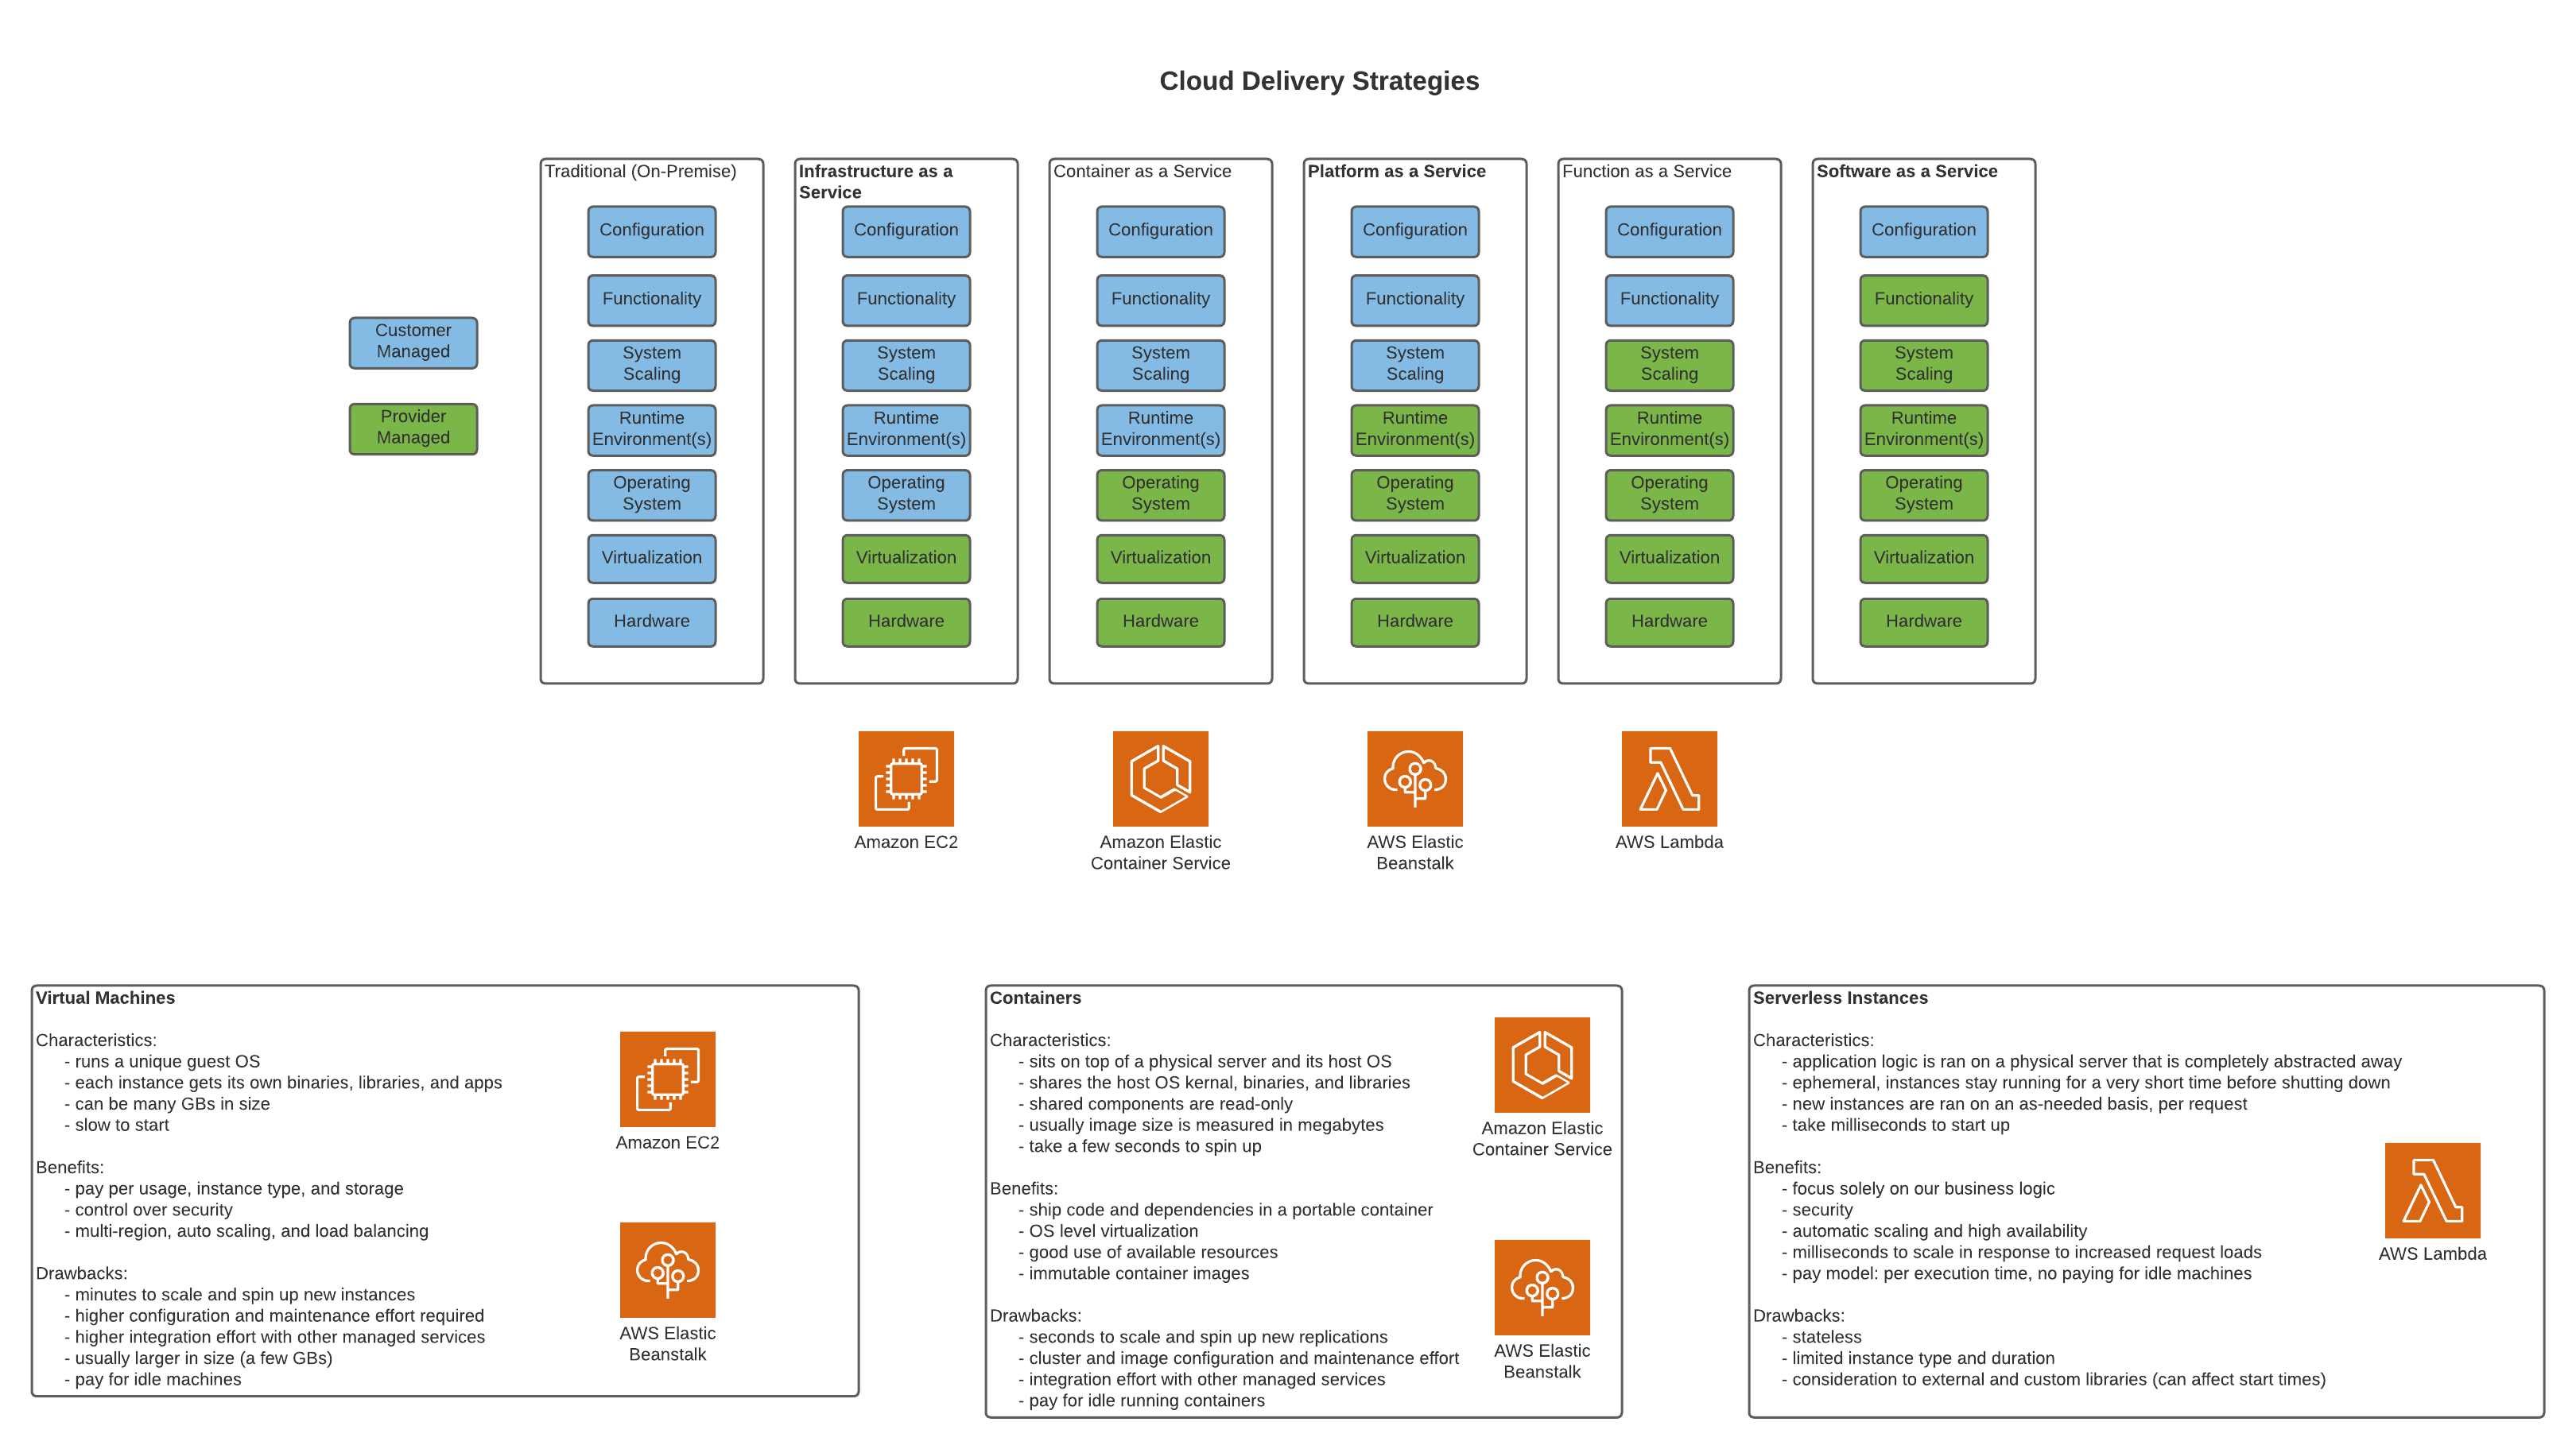 Cloud Delivery Strategies
Customer
Managed
Provider
Managed
Traditional (On-Premise)
Configuration
Functionality
System
Scaling
Runtime
Environment(s)
Operating
System
Virtualization
Hardware
Infrastructure as a
Service
Configuration
Functionality
System
Scaling
Runtime
Environment(s)
Operating
System
Virtualization
Hardware
Container as a Service
Configuration
Functionality
System
Scaling
Runtime
Environment(s)
Operating
System
Virtualization
Hardware
Platform as a Service
Configuration
Functionality
System
Scaling
Runtime
Environment(s)
Operating
System
Virtualization
Hardware
Function as a Service
Configuration
Functionality
System
Scaling
Runtime
Environment(s)
Operating
System
Virtualization
Hardware
Software as a Service
Configuration
Functionality
System
Scaling
Runtime
Environment(s)
Operating
System
Virtualization
Hardware
Amazon EC2
Amazon Elastic
Container Service
AWS Elastic
Beanstalk
AWS Lambda
Virtual Machines
Characteristics:
- runs a unique guest OS
- each instance gets its own binaries, libraries, and apps
- can be many GBs in size
- slow to start
Benefits:
- pay per usage, instance type, and storage
- control over security
- multi-region, auto scaling, and load balancing
Drawbacks:
- minutes to scale and spin up new instances
- higher configuration and maintenance effort required
- higher integration effort with other managed services
- usually larger in size (a few GBs)
- pay for idle machines
Amazon EC2
AWS Elastic
Beanstalk
Containers
Characteristics:
- sits on top of a physical server and its host OS
- shares the host OS kernal, binaries, and libraries
- shared components are read-only
- usually image size is measured in megabytes
- take a few seconds to spin up
Benefits:
- ship code and dependencies in a portable container
- OS level virtualization
- good use of available resources
- immutable container images
Drawbacks:
- seconds to scale and spin up new replications
- cluster and image configuration and maintenance effort
- integration effort with other managed services
- pay for idle running containers
Amazon Elastic
Container Service
AWS Elastic
Beanstalk
Serverless Instances
Characteristics:
- application logic is ran on a physical server that is completely abstracted away
- ephemeral, instances stay running for a very short time before shutting down
- new instances are ran on an as-needed basis, per request
- take milliseconds to start up
Benefits:
- focus solely on our business logic
- security
- automatic scaling and high availability
- milliseconds to scale in response to increased request loads
- pay model: per execution time, no paying for idle machines
Drawbacks:
- stateless
- limited instance type and duration
- consideration to external and custom libraries (can affect start times)
AWS Lambda